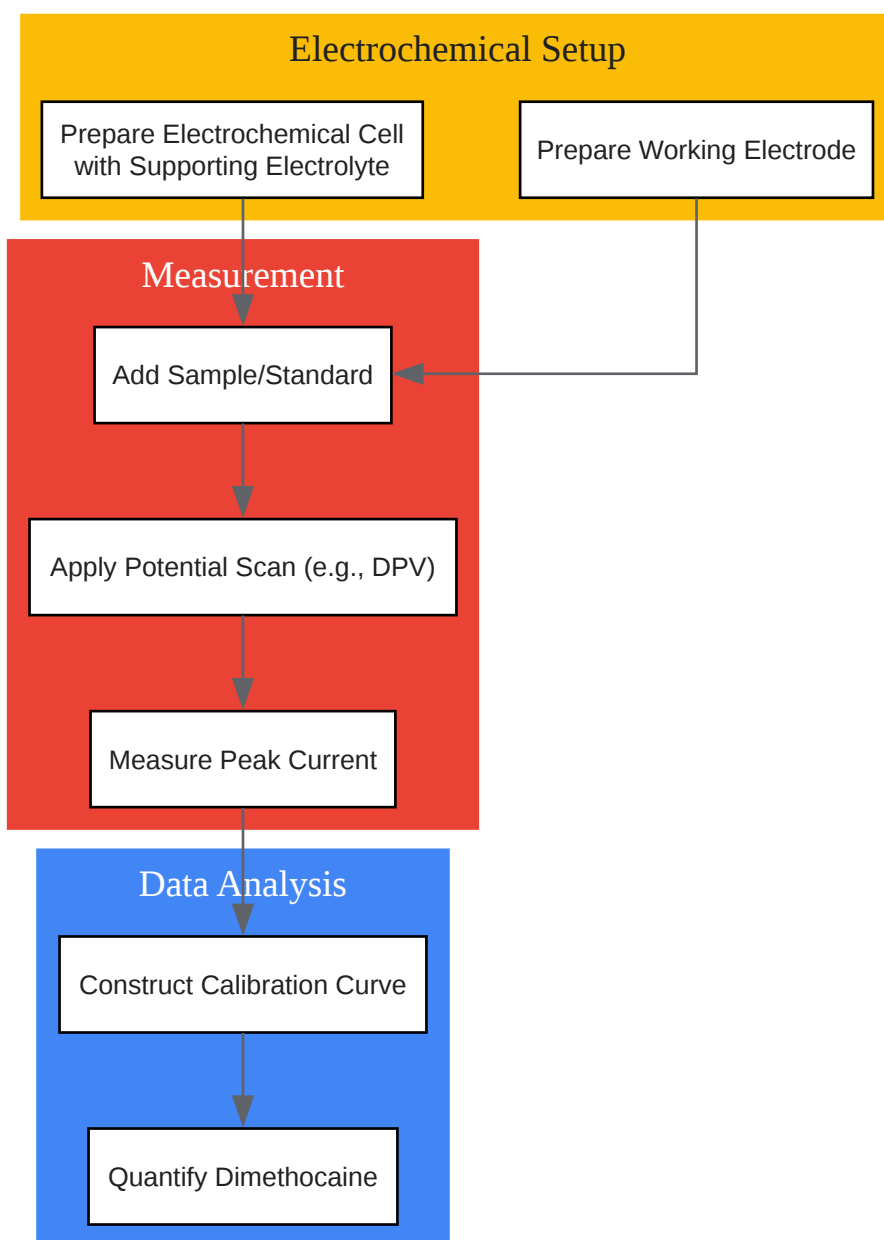 Electrochemical Setup
Prepare Electrochemical Cell
with Supporting Electrolyte
Prepare Working Electrode
Measurement
Add Sample/Standard
Apply Potential Scan (e.g., DPV)
Measure Peak Current
Data Analysis
Construct Calibration Curve
Quantify Dimethocaine